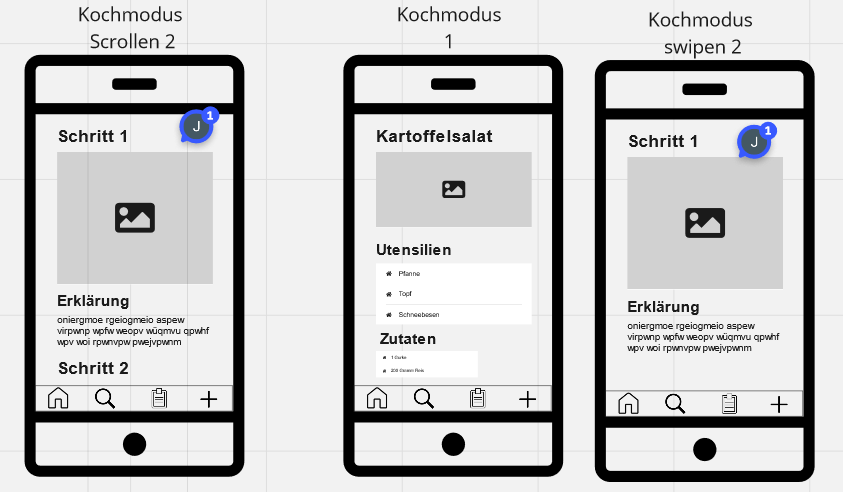 Kochmodus
Scrollen 2
Schritt 1
J
1
Erklärung
oniergmoe rgeiogmeio aspew
virpwnp wpfw weopv wüqmvu qpwhf
wpv woi rpwnvpw pwejvpwnm
Schritt 2
Kochmodus
1
Kartoffelsalat
Utensilien
Pfanne
Topf
Schneebesen
Zutaten
1 Gurke
200 Gramm Reis
Kochmodus
swipen 2
Schritt 1
J
1
Erklärung
oniergmoe rgeiogmeio aspew
virpwnp wpfw weopv wüqmvu qpwhf
wpv woi rpwnvpw pwejvpwnm